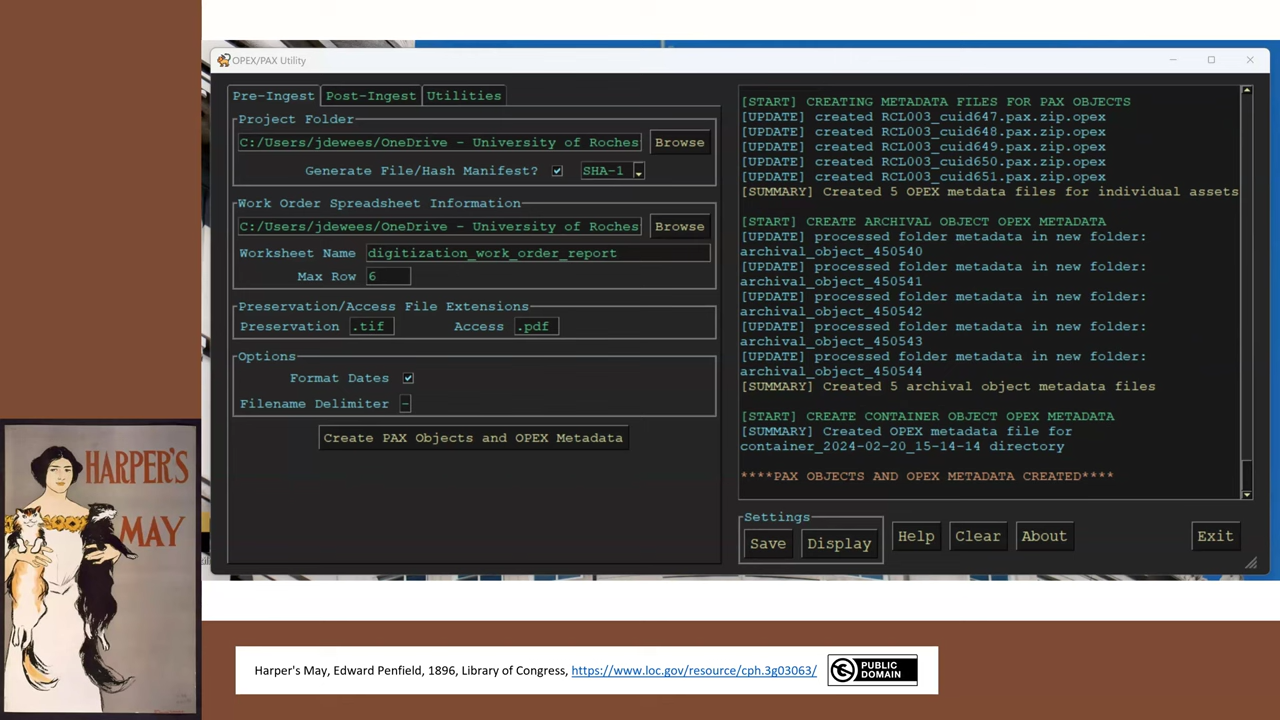 OPEX/PAX Utility
Pre-Ingest Post-Ingest Utilities
Project Folder
C:/Users/jdewees/OneDrive - University of Roches Browse
Generate File/Hash Manifest? SHA-1
Work Order Spreadsheet Information
C:/Users/jdewees/OneDrive - University of Roches Browse
Worksheet Name digitization_work_order_report
Max Row 6
Preservation/Access File Extensions
Preservation .tif Access .pdf
Options
Format Dates
Filename Delimiter -
Create PAX Objects and OPEX Metadata
[START] CREATING METADATA FILES FOR PAX OBJECTS
[UPDATE] created RCL003_cuid647.pax.zip.opex
[UPDATE] created RCL003_cuid648.pax.zip.opex
[UPDATE] created RCL003_cuid649.pax.zip.opex
[UPDATE] created RCL003_cuid650.pax.zip.opex
[UPDATE] created RCL003_cuid651.pax.zip.opex
[SUMMARY] Created 5 OPEX metdata files for individual assets
[START] CREATE ARCHIVAL OBJECT OPEX METADATA
[UPDATE] processed folder metadata in new folder:
archival_object_450540
[UPDATE] processed folder metadata in new folder:
archival_object_450541
[UPDATE] processed folder metadata in new folder:
archival_object_450542
[UPDATE] processed folder metadata in new folder:
archival_object_450543
[UPDATE] processed folder metadata in new folder:
archival_object_450544
[SUMMARY] Created 5 archival object metadata files
[START] CREATE CONTAINER OBJECT OPEX METADATA
[SUMMARY] Created OPEX metadata file for
container_2024-02-20_15-14-14 directory
****PAX OBJECTS AND OPEX METADATA CREATED****
Settings
Save Display Help Clear About Exit
HARPER'S
MAY
Harper's May, Edward Penfield, 1896, Library of Congress, https://www.loc.gov/resource/cph.3g03063/
PUBLIC
DOMAIN